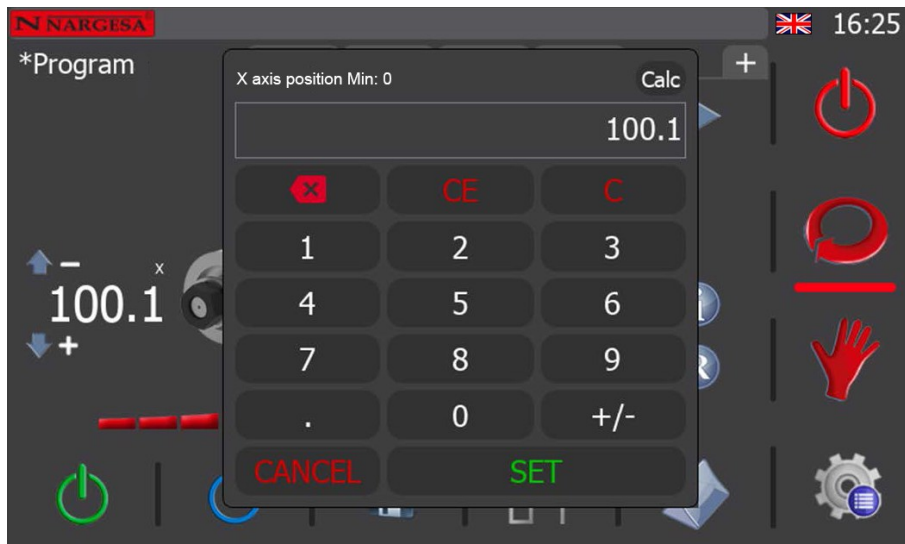 NARGESA
16:25
*Program
+
X axis position Min: 0
Calc
100.1
CE
C
1
2
3
4
5
6
7
8
9
.
0
+/-
CANCEL
SET
−
x
100.1
+
i
R